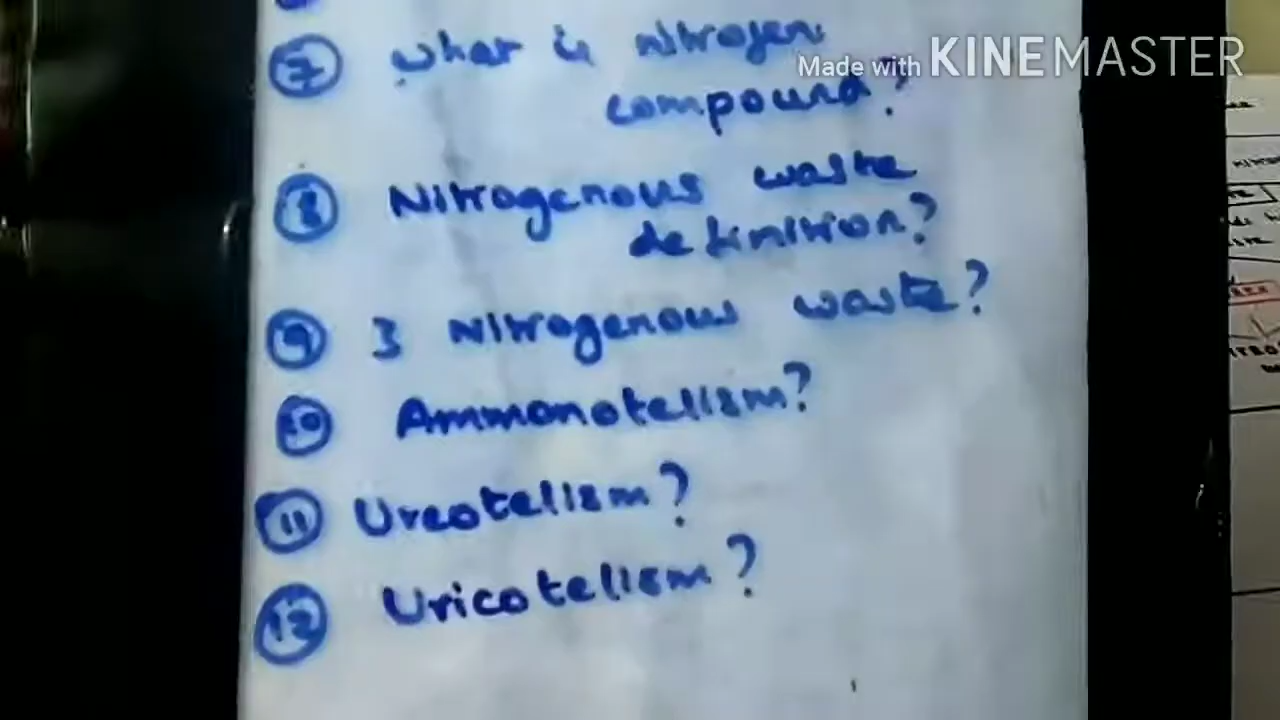 Made with KINEMASTER
7 What is nitrogen
compound?
8 Nitrogenous waste
definition?
9 3 Nitrogenous waste?
10 Ammonotelism?
11 Ureotelism?
12 Uricotelism?